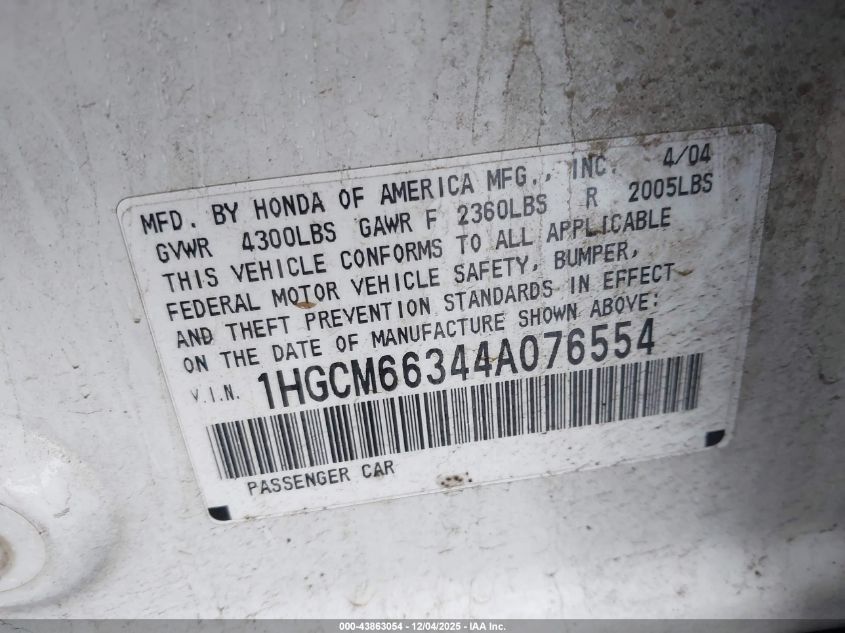 MFD. BY HONDA OF AMERICA MFG., INC. 4/04
GVWR 4300LBS GAWR F 2360LBS R 2005LBS
THIS VEHICLE CONFORMS TO ALL APPLICABLE
FEDERAL MOTOR VEHICLE SAFETY, BUMPER,
AND THEFT PREVENTION STANDARDS IN EFFECT
ON THE DATE OF MANUFACTURE SHOWN ABOVE:
V.I.N. 1HGCM66344A076554
PASSENGER CAR
000-43863054 - 12/04/2025 - IAA Inc.